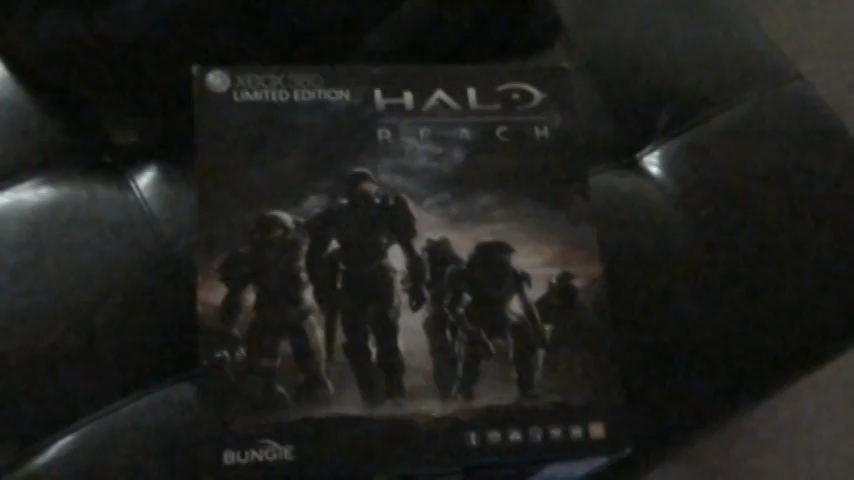 XBOX 360
LIMITED EDITION
HALO
REACH
BUNGIE